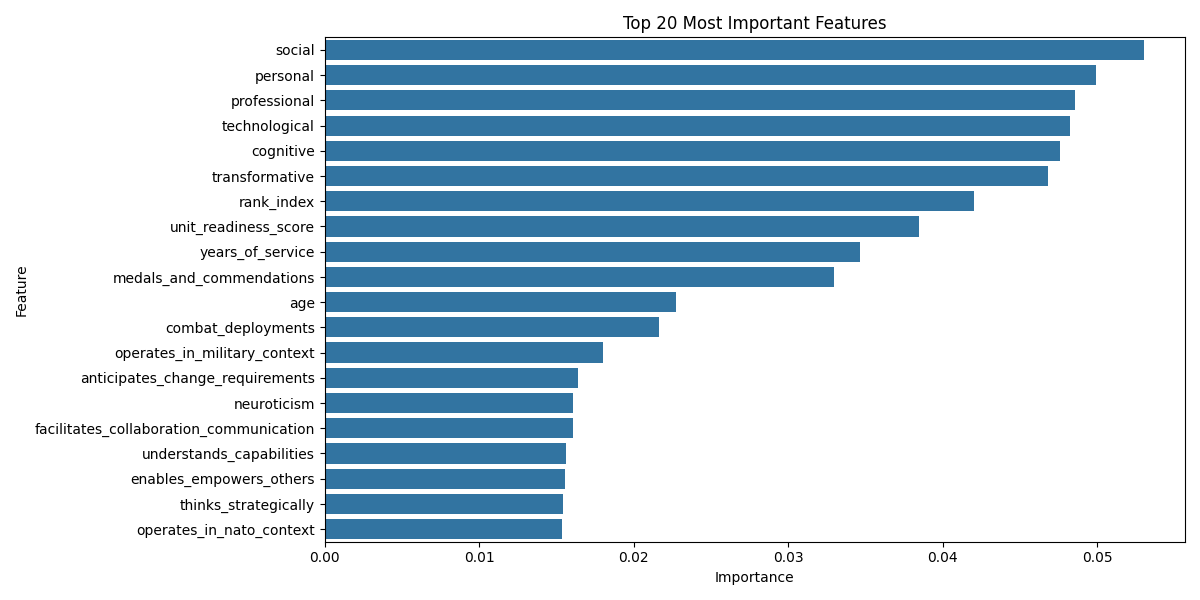 Top 20 Most Important Features
social
personal
professional
technological
cognitive
transformative
rank_index
unit_readiness_score
years_of_service
medals_and_commendations
age
combat_deployments
operates_in_military_context
anticipates_change_requirements
neuroticism
facilitates_collaboration_communication
understands_capabilities
enables_empowers_others
thinks_strategically
operates_in_nato_context
Feature
0.00 0.01 0.02 0.03 0.04 0.05
Importance